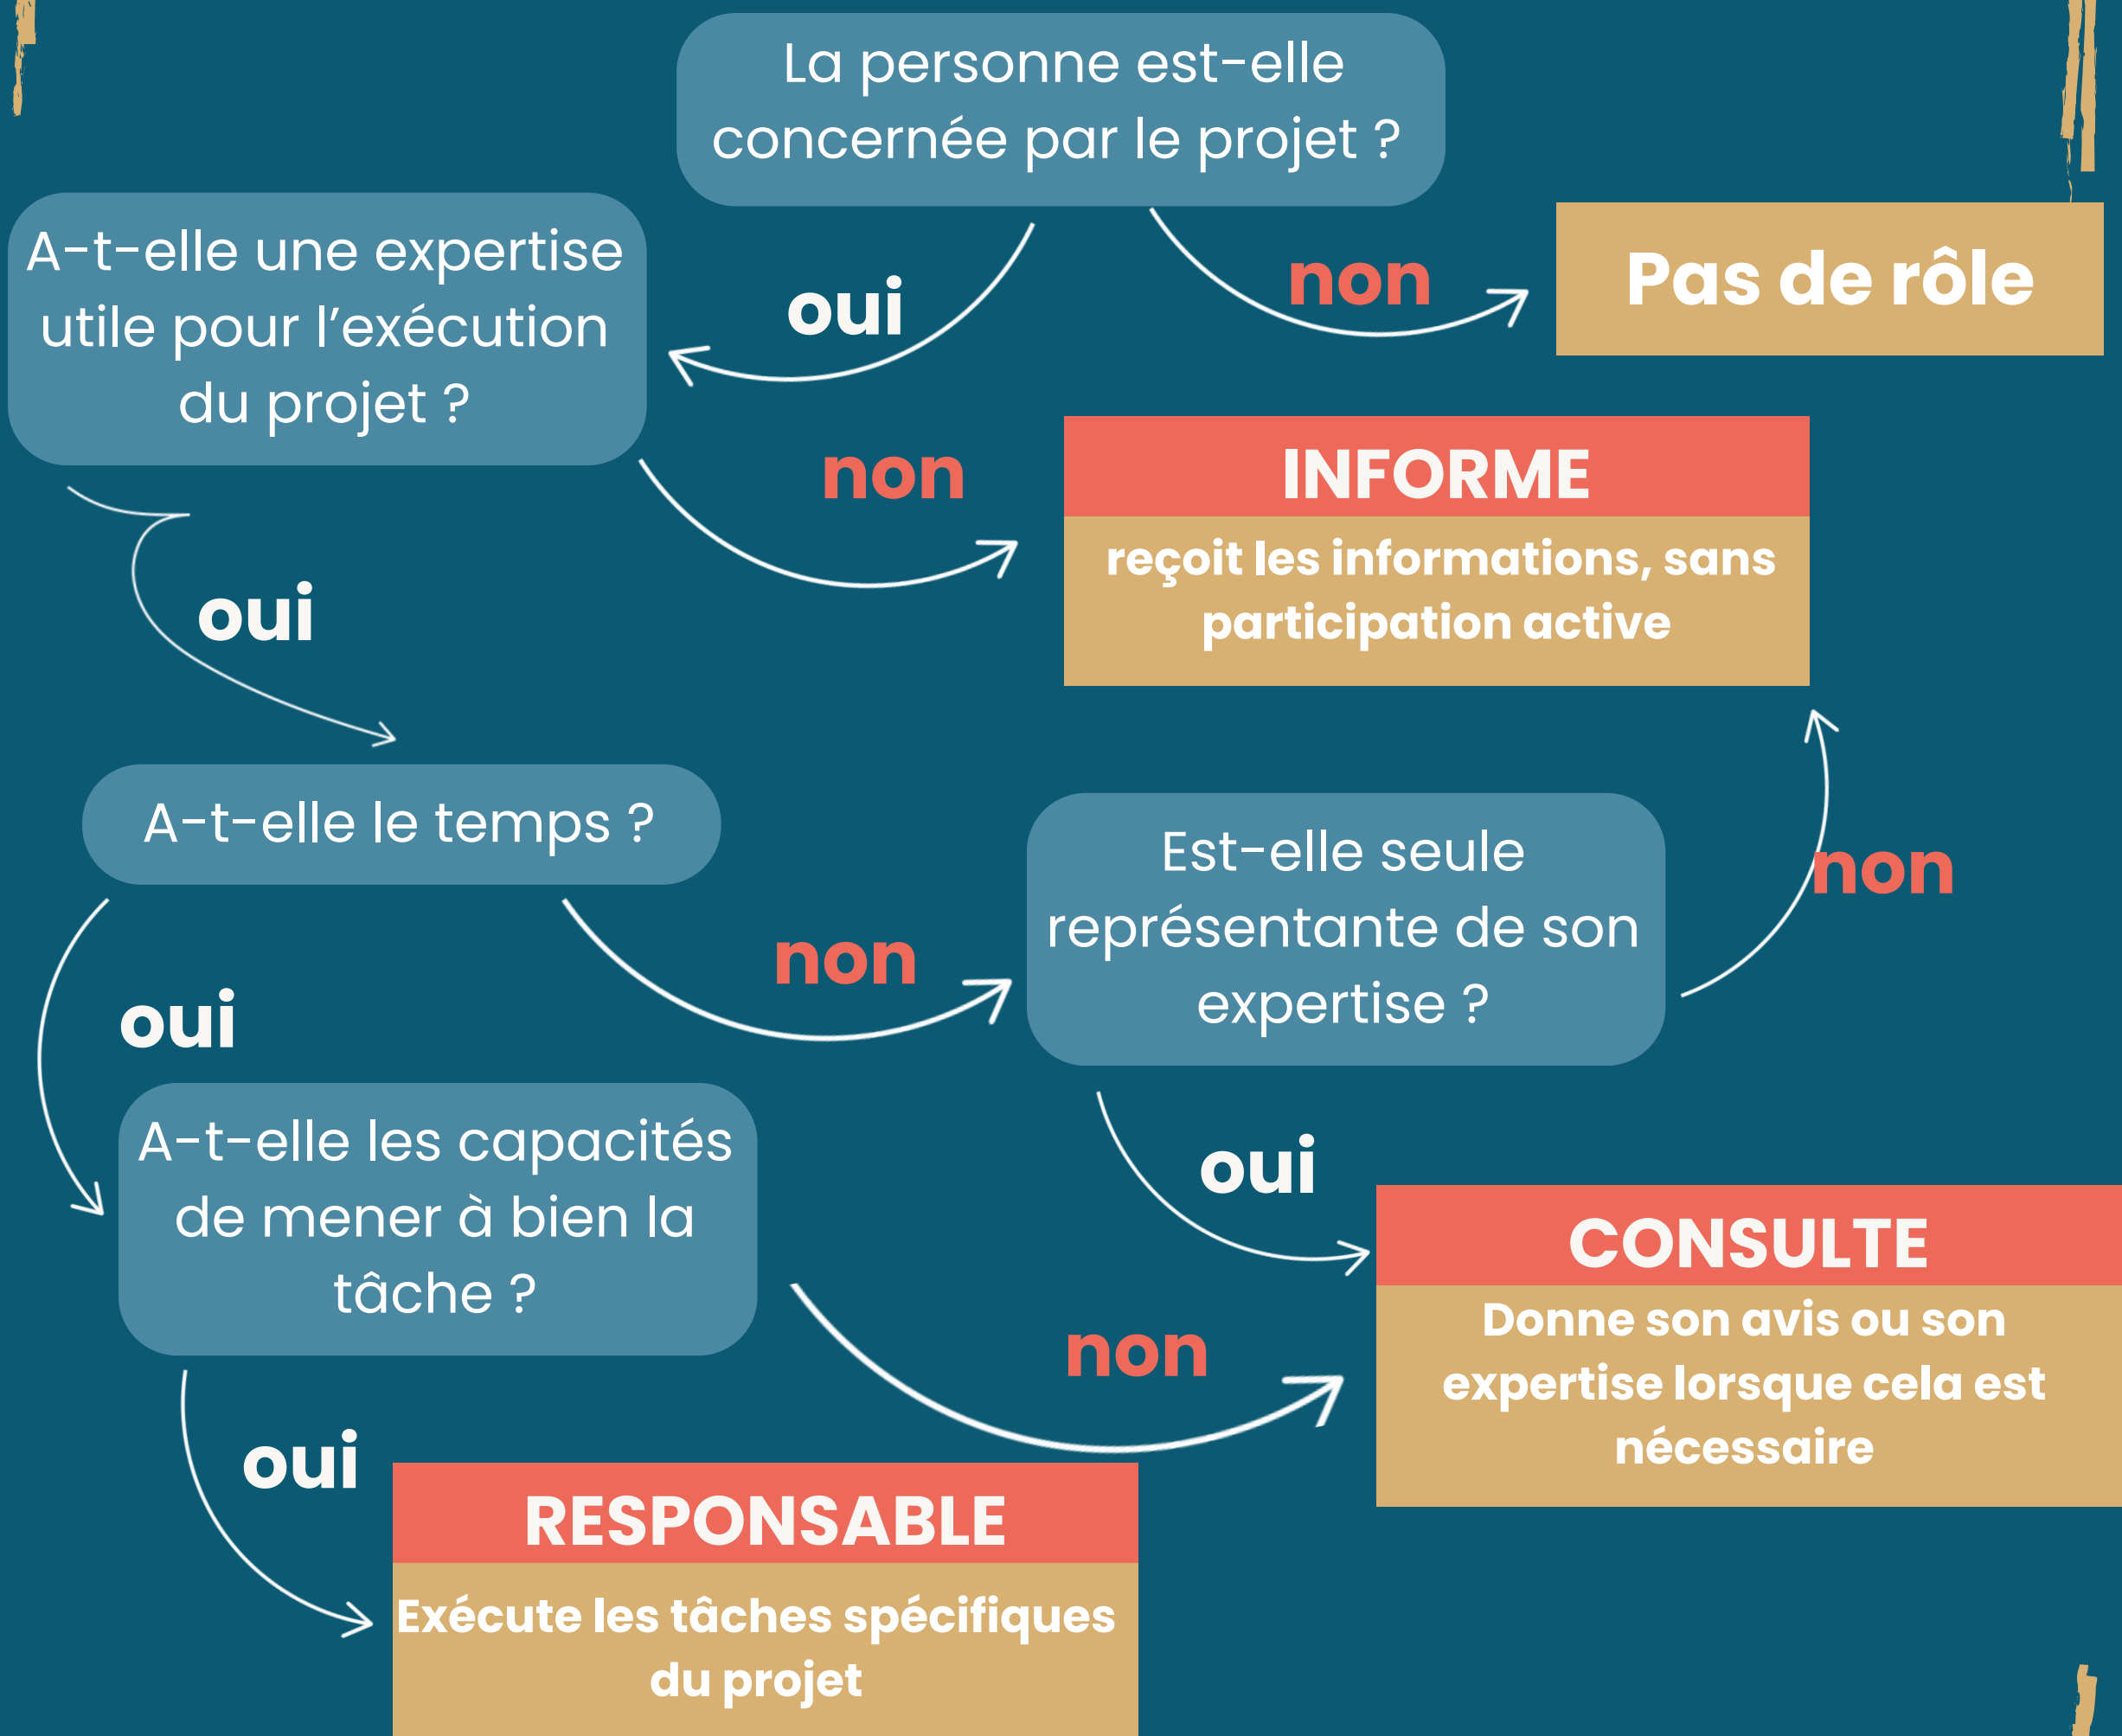 La personne est-elle
concernée par le projet ?
A-t-elle une expertise
utile pour l'exécution
du projet ?
oui
non
Pas de rôle
non
INFORME
reçoit les informations, sans
participation active
oui
A-t-elle le temps ?
Est-elle seule
représentante de son
expertise ?
non
non
oui
A-t-elle les capacités
de mener à bien la
tâche ?
oui
CONSULTE
Donne son avis ou son
expertise lorsque cela est
nécessaire
non
oui
RESPONSABLE
Exécute les tâches spécifiques
du projet